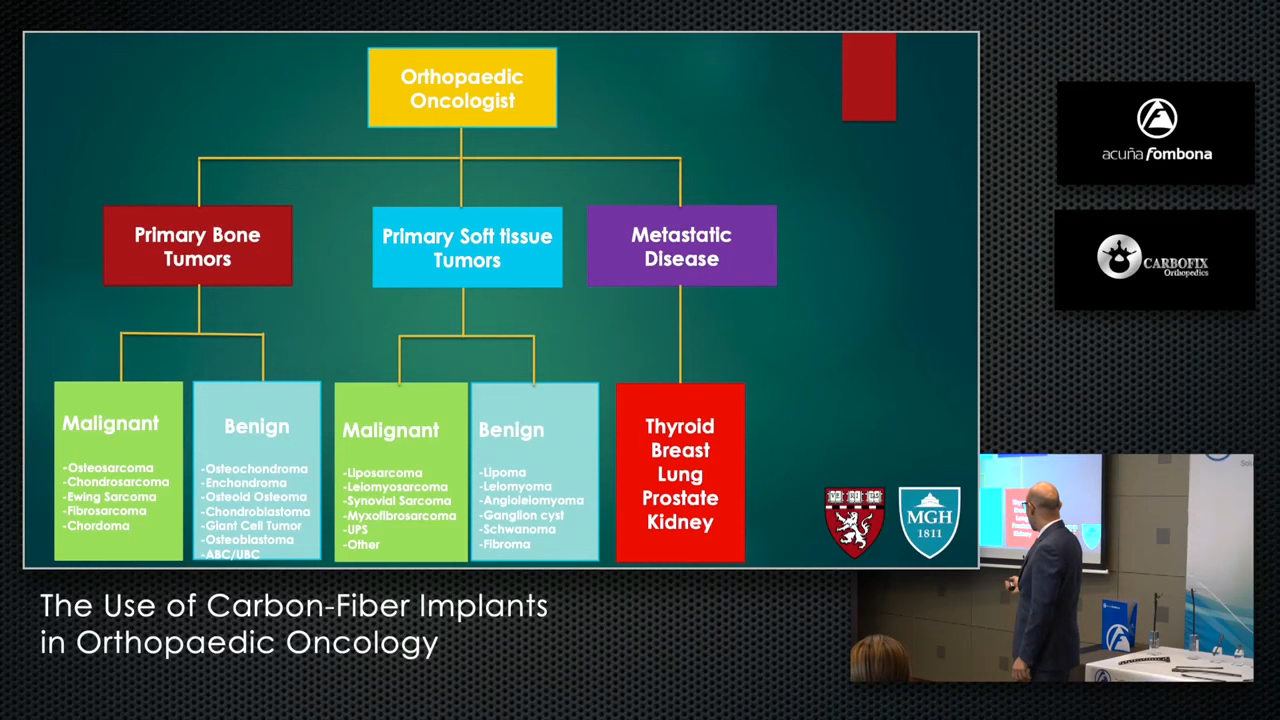 Orthopaedic
Oncologist
Primary Bone
Tumors
Primary Soft tissue
Tumors
Metastatic
Disease
Malignant
-Osteosarcoma
-Chondrosarcoma
-Ewing Sarcoma
-Fibrosarcoma
-Chordoma
Benign
-Osteochondroma
-Enchondroma
-Osteoid Osteoma
-Chondroblastoma
-Giant Cell Tumor
-Osteoblastoma
-ABC/UBC
Malignant
-Liposarcoma
-Leiomyosarcoma
-Synovial Sarcoma
-Myxofibrosarcoma
-UPS
-Other
Benign
-Lipoma
-Leiomyoma
-Angioleiomyoma
-Ganglion cyst
-Schwanoma
-Fibroma
Thyroid
Breast
Lung
Prostate
Kidney
MGH
1811
acuña fombona
CARBOFIX
Orthopedics
The Use of Carbon-Fiber Implants
in Orthopaedic Oncology